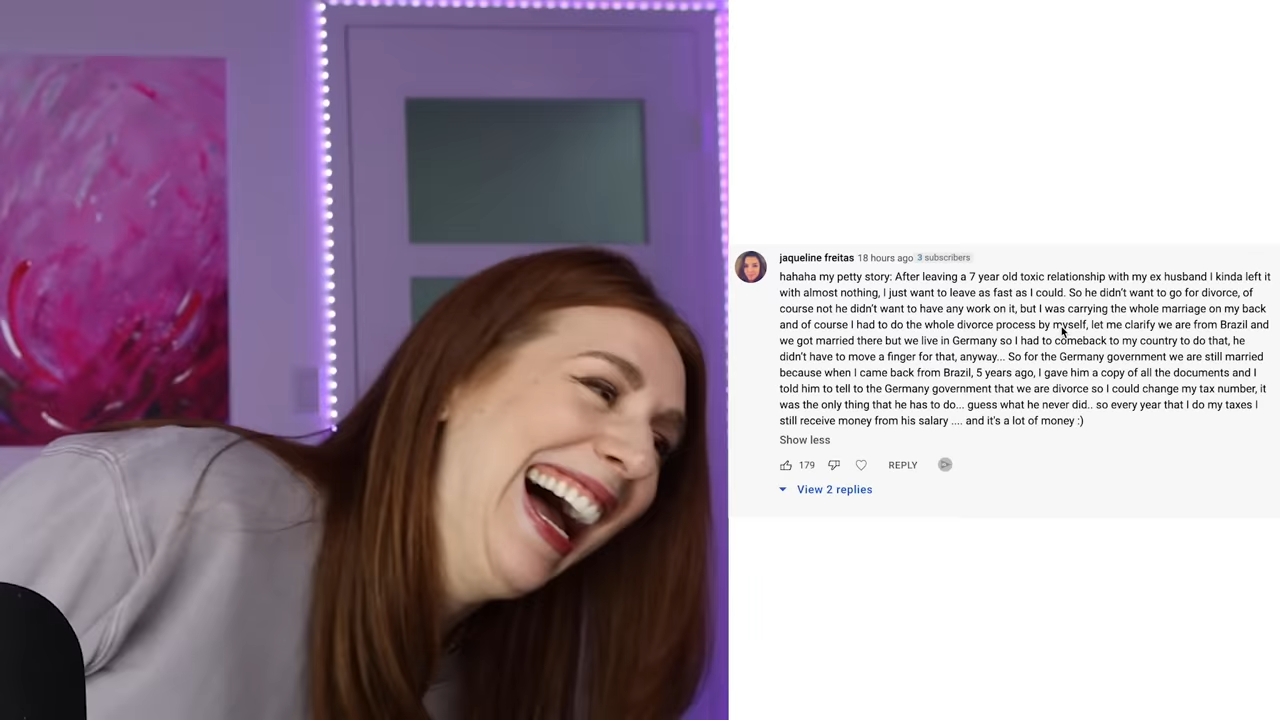 jaqueline freitas 18 hours ago 3 subscribers
hahaha my petty story: After leaving a 7 year old toxic relationship with my ex husband I kinda left it
with almost nothing, I just want to leave as fast as I could. So he didn't want to go for divorce, of
course not he didn't want to have any work on it, but I was carrying the whole marriage on my back
and of course I had to do the whole divorce process by myself, let me clarify we are from Brazil and
we got married there but we live in Germany so I had to comeback to my country to do that, he
didn't have to move a finger for that, anyway... So for the Germany government we are still married
because when I came back from Brazil, 5 years ago, I gave him a copy of all the documents and I
told him to tell to the Germany government that we are divorce so I could change my tax number, it
was the only thing that he has to do... guess what he never did.. so every year that I do my taxes I
still receive money from his salary .... and it's a lot of money :)
Show less
179 REPLY
View 2 replies